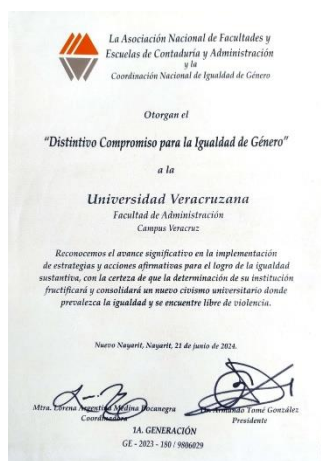 La Asociación Nacional de Facultades y
Escuelas de Contaduría y Administración
y la
Coordinación Nacional de Igualdad de Género
Otorgan el
"Distintivo Compromiso para la Igualdad de Género"
a la
Universidad Veracruzana
Facultad de Administración
Campus Veracruz
Reconocemos el avance significativo en la implementación
de estrategias y acciones afirmativas para el logro de la igualdad
sustantiva, con la certeza de que la determinación de su institución
fructificará y consolidará un nuevo civismo universitario donde
prevalezca la igualdad y se encuentre libre de violencia.
Nuevo Nayarit, Nayarit, 21 de junio de 2024.
Mtra. Lorena Argentina Medina Bocanegra
Coordinadora
Armando Tomé González
Presidente
1A. GENERACIÓN
GE - 2023 - 180 / 9806029